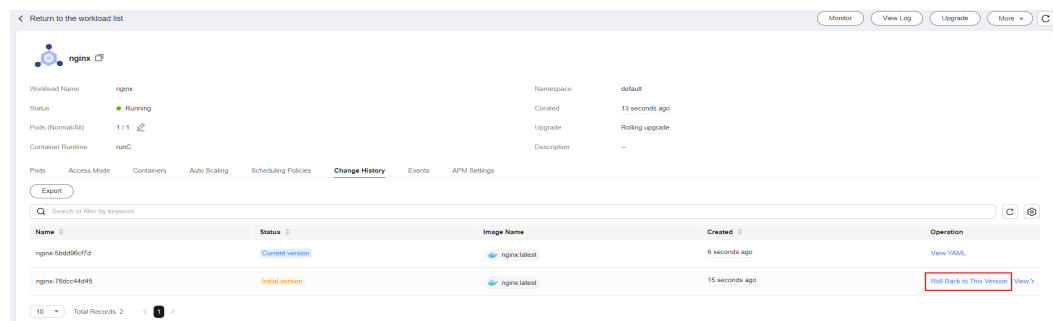 Return to the workload list Monitor View Log Upgrade More
nginx
Workload Name nginx Namespace default
Status Running Created 13 seconds ago
Pods (Normal/All) 1 / 1 Upgrade Rolling upgrade
Container Runtime runC Description --
Pods Access Mode Containers Auto Scaling Scheduling Policies Change History Events APM Settings
Export
Search or filter by keyword.
Name Status Image Name Created Operation
nginx-5bdd96cf7d Current version nginx:latest 6 seconds ago View YAML
nginx-76dcc44d45 Initial version nginx:latest 15 seconds ago Roll Back to This Version View Y
10 Total Records: 2 < 1 >